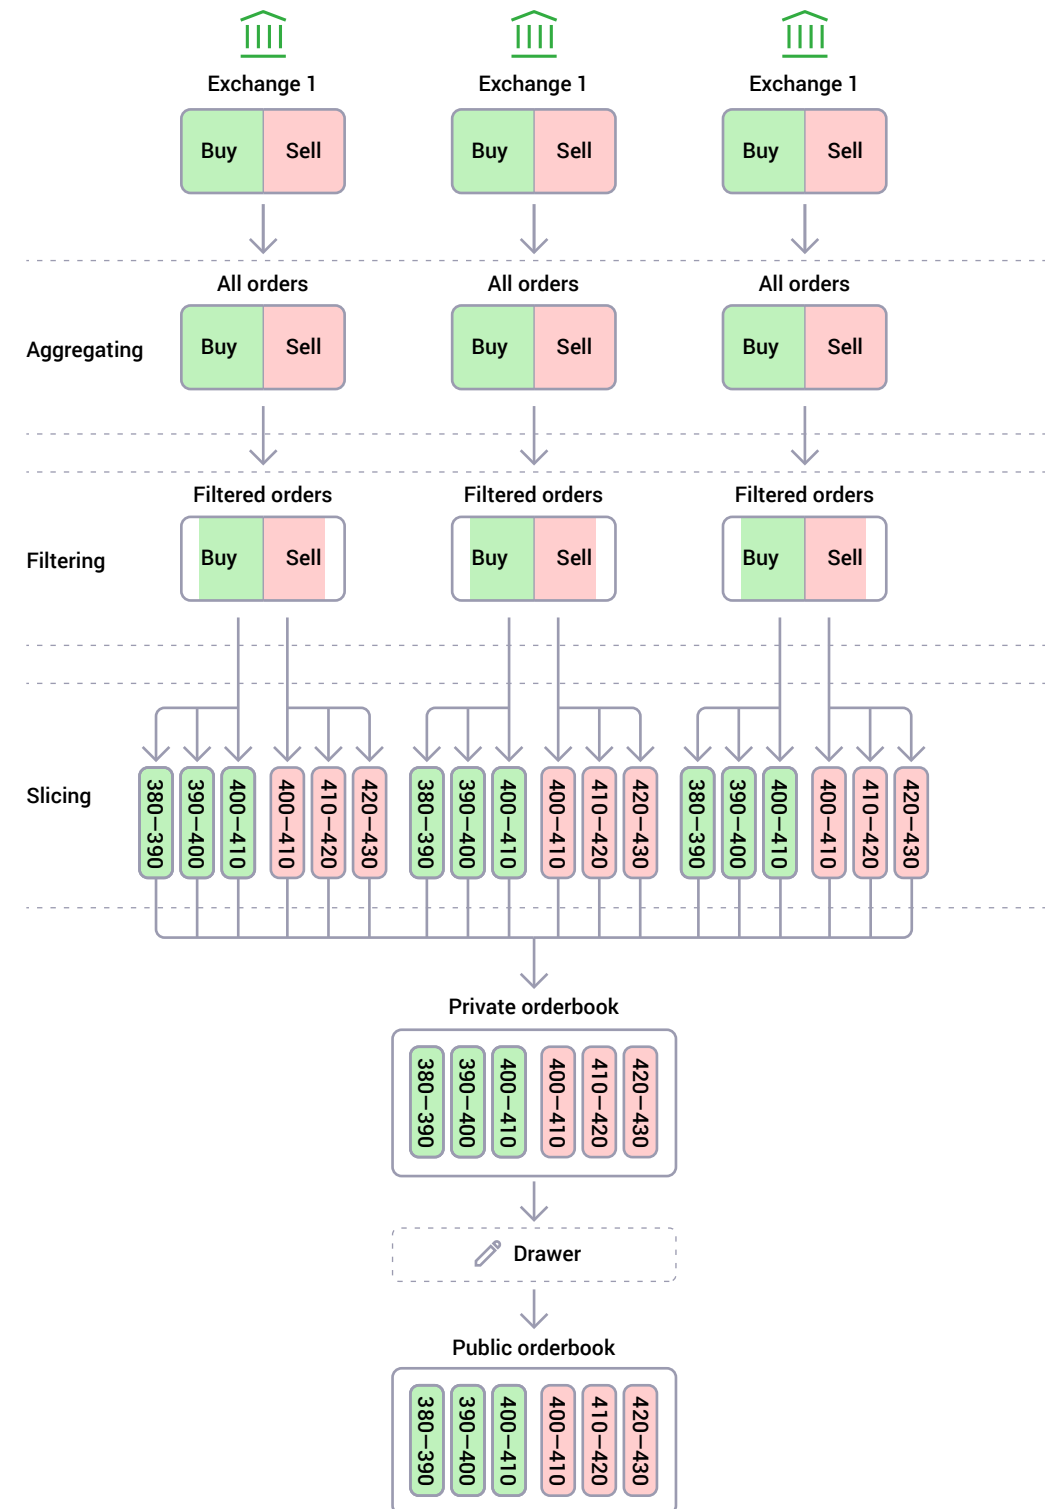 Exchange 1 Exchange 1 Exchange 1
Buy Sell Buy Sell Buy Sell
All orders All orders All orders
Aggregating Buy Sell Buy Sell Buy Sell
Filtered orders Filtered orders Filtered orders
Filtering Buy Sell Buy Sell Buy Sell
Slicing 380–390 390–400 400–410 400–410 410–420 420–430 380–390 390–400 400–410 400–410 410–420 420–430 380–390 390–400 400–410 400–410 410–420 420–430
Private orderbook
380–390 390–400 400–410 400–410 410–420 420–430
Drawer
Public orderbook
380–390 390–400 400–410 400–410 410–420 420–430